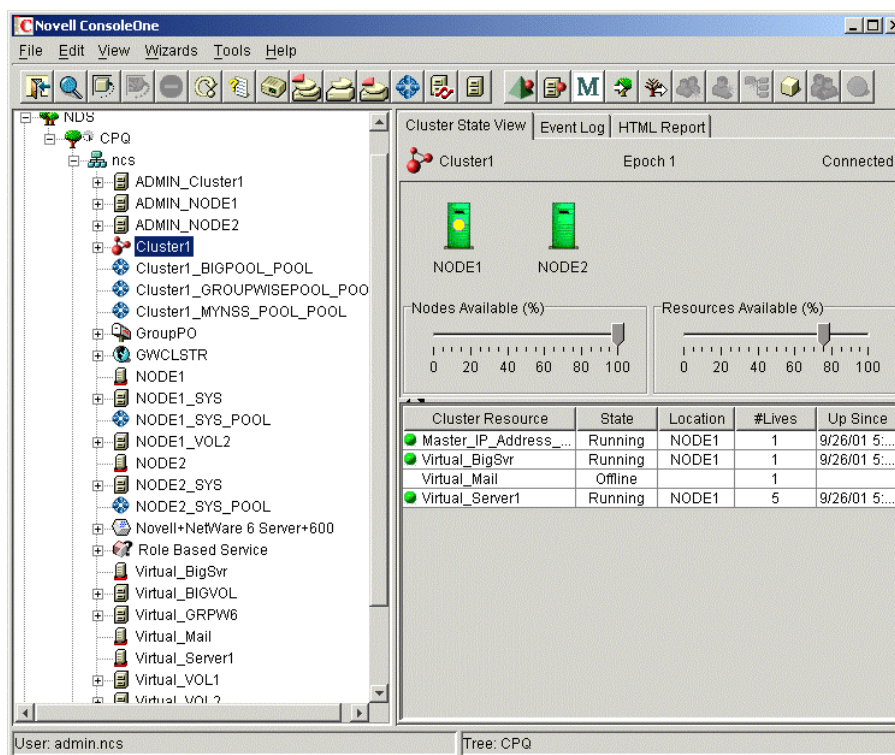 Novell ConsoleOne
File Edit View Wizards Tools Help
NDS
CPQ
ncs
ADMIN_Cluster1
ADMIN_NODE1
ADMIN_NODE2
Cluster1
Cluster1_BIGPOOL_POOL
Cluster1_GROUPWISEPOOL_POO
Cluster1_MYNSS_POOL_POOL
GroupPO
GWCLSTR
NODE1
NODE1_SYS
NODE1_SYS_POOL
NODE1_VOL2
NODE2
NODE2_SYS
NODE2_SYS_POOL
Novell+NetWare 6 Server+600
Role Based Service
Virtual_BigSvr
Virtual_BIGVOL
Virtual_GRPW6
Virtual_Mail
Virtual_Server1
Virtual_VOL1
Virtual_VOL2
Cluster State View Event Log HTML Report
Cluster1 Epoch 1 Connected
NODE1 NODE2
Nodes Available (%) Resources Available (%)
0 20 40 60 80 100 0 20 40 60 80 100
Cluster Resource State Location #Lives Up Since
Master_IP_Address_... Running NODE1 1 9/26/01 5:...
Virtual_BigSvr Running NODE1 1 9/26/01 5:...
Virtual_Mail Offline 1
Virtual_Server1 Running NODE1 5 9/26/01 5:...
User: admin.ncs Tree: CPQ